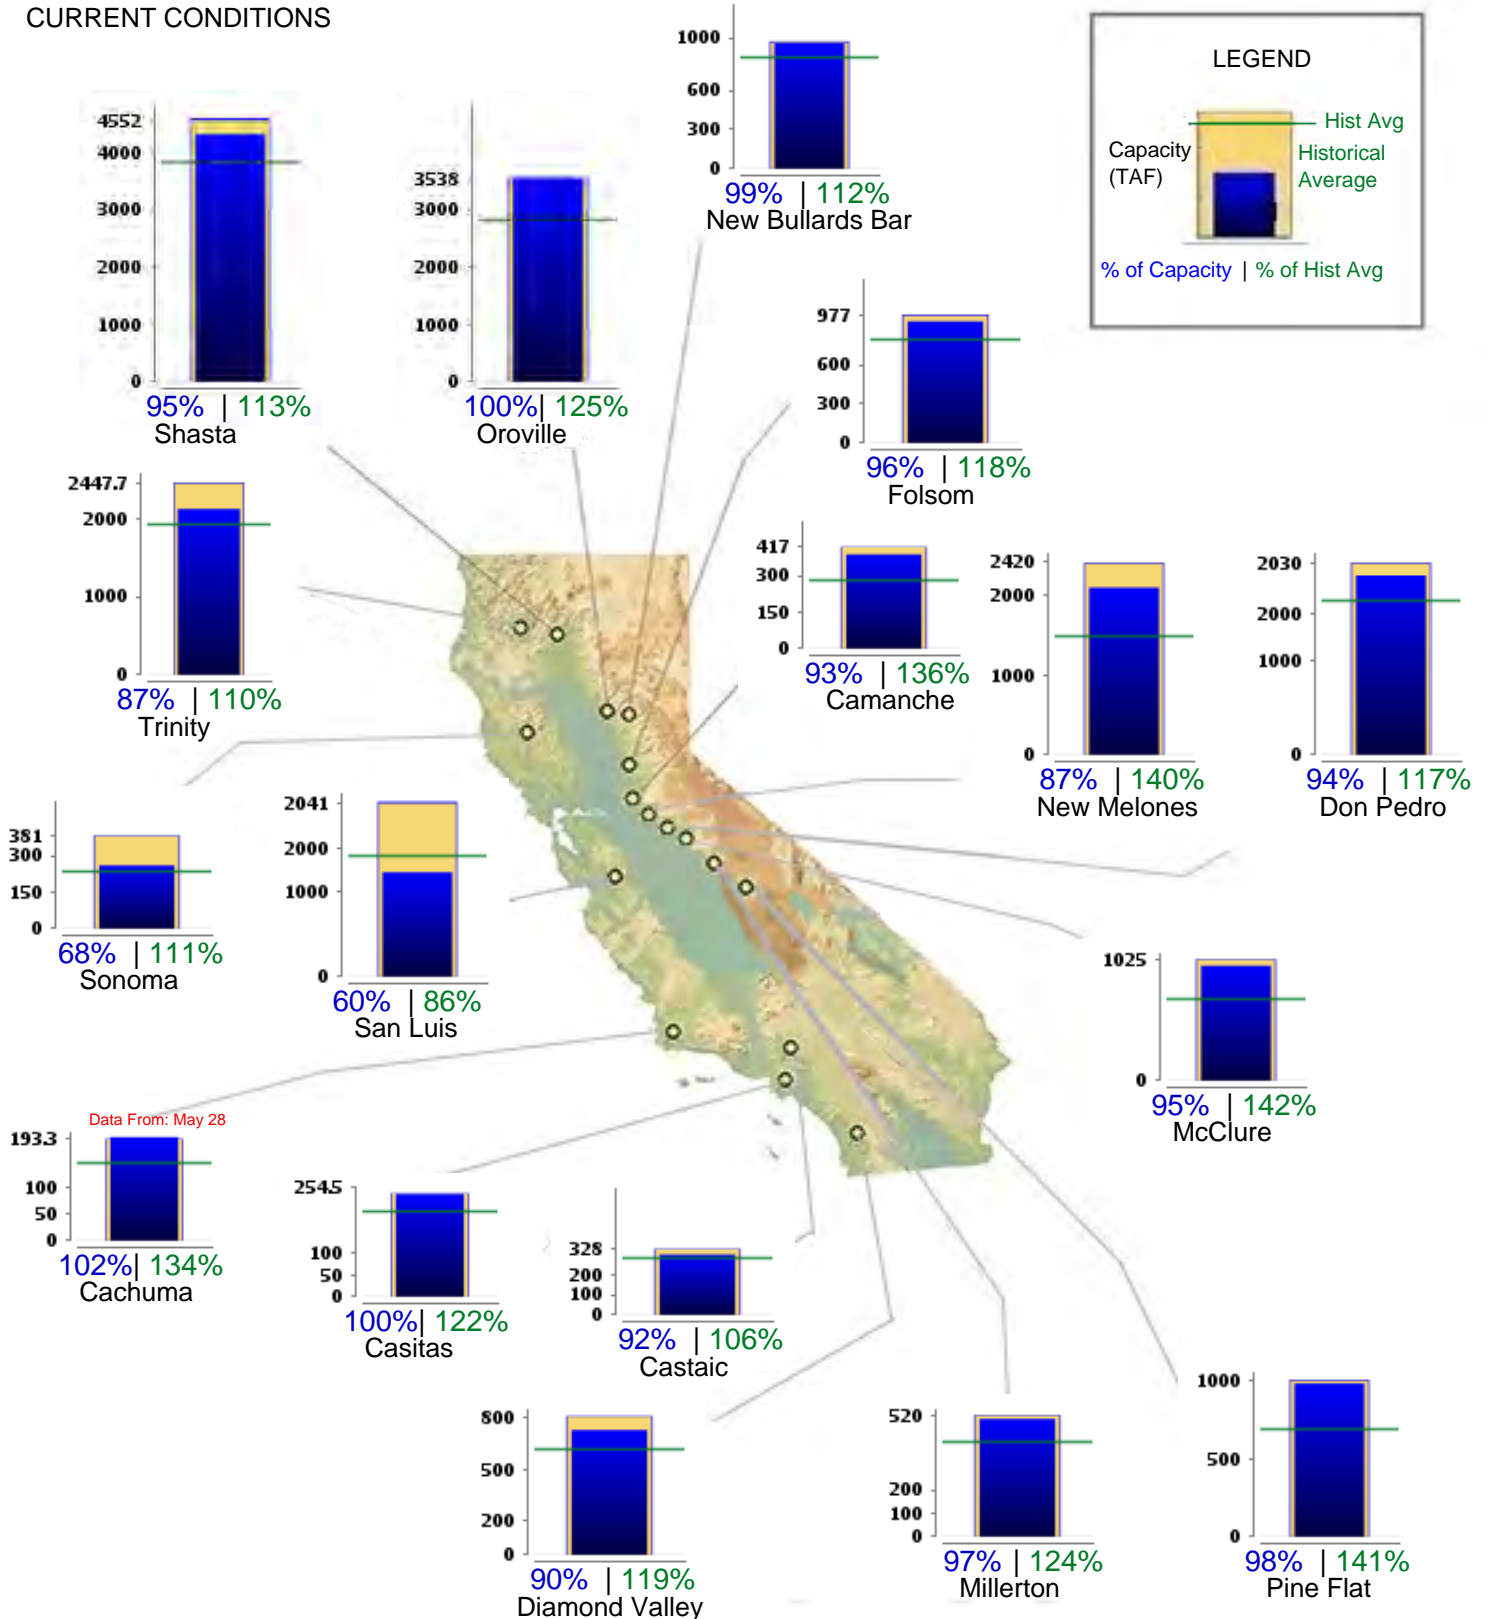 CURRENT CONDITIONS
1000
600
300
0
99% | 112%
New Bullards Bar
LEGEND
Hist Avg
Capacity
(TAF)
Historical
Average
% of Capacity | % of Hist Avg
4552
4000
3000
2000
1000
0
95% | 113%
Shasta
3538
3000
2000
1000
0
100% | 125%
Oroville
977
600
300
0
96% | 118%
Folsom
2447.7
2000
1000
0
87% | 110%
Trinity
417
300
150
0
93% | 136%
Camanche
2420
2000
1000
0
87% | 140%
New Melones
2030
2000
1000
0
94% | 117%
Don Pedro
381
300
150
0
68% | 111%
Sonoma
2041
2000
1000
0
60% | 86%
San Luis
1025
0
95% | 142%
McClure
Data From: May 28
193.3
100
50
0
102% | 134%
Cachuma
254.5
100
50
0
100% | 122%
Casitas
328
200
100
0
92% | 106%
Castaic
800
500
200
0
90% | 119%
Diamond Valley
520
200
100
0
97% | 124%
Millerton
1000
500
0
98% | 141%
Pine Flat